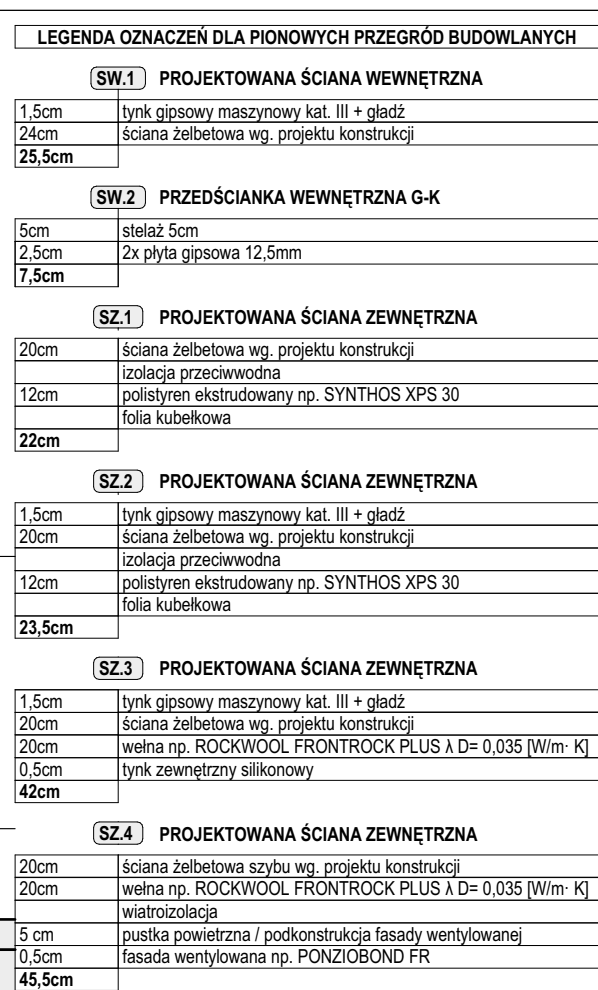 LEGENDA OZNACZEŃ DLA PIONOWYCH PRZEGRÓD BUDOWLANYCH
SW.1 PROJEKTOWANA ŚCIANA WEWNĘTRZNA
1,5cm tynk gipsowy maszynowy kat. III + gładź
24cm ściana żelbetowa wg. projektu konstrukcji
25,5cm
SW.2 PRZEDŚCIANKA WEWNĘTRZNA G-K
5cm stelaż 5cm
2,5cm 2x płyta gipsowa 12,5mm
7,5cm
SZ.1 PROJEKTOWANA ŚCIANA ZEWNĘTRZNA
20cm ściana żelbetowa wg. projektu konstrukcji
izolacja przeciwwodna
12cm polistyren ekstrudowany np. SYNTHOS XPS 30
folia kubełkowa
22cm
SZ.2 PROJEKTOWANA ŚCIANA ZEWNĘTRZNA
1,5cm tynk gipsowy maszynowy kat. III + gładź
20cm ściana żelbetowa wg. projektu konstrukcji
izolacja przeciwwodna
12cm polistyren ekstrudowany np. SYNTHOS XPS 30
folia kubełkowa
23,5cm
SZ.3 PROJEKTOWANA ŚCIANA ZEWNĘTRZNA
1,5cm tynk gipsowy maszynowy kat. III + gładź
20cm ściana żelbetowa wg. projektu konstrukcji
20cm wełna np. ROCKWOOL FRONTROCK PLUS λ D= 0,035 [W/m· K]
0,5cm tynk zewnętrzny silikonowy
42cm
SZ.4 PROJEKTOWANA ŚCIANA ZEWNĘTRZNA
20cm ściana żelbetowa szybu wg. projektu konstrukcji
20cm wełna np. ROCKWOOL FRONTROCK PLUS λ D= 0,035 [W/m· K]
wiatroizolacja
5 cm pustka powietrzna / podkonstrukcja fasady wentylowanej
0,5cm fasada wentylowana np. PONZIOBOND FR
45,5cm